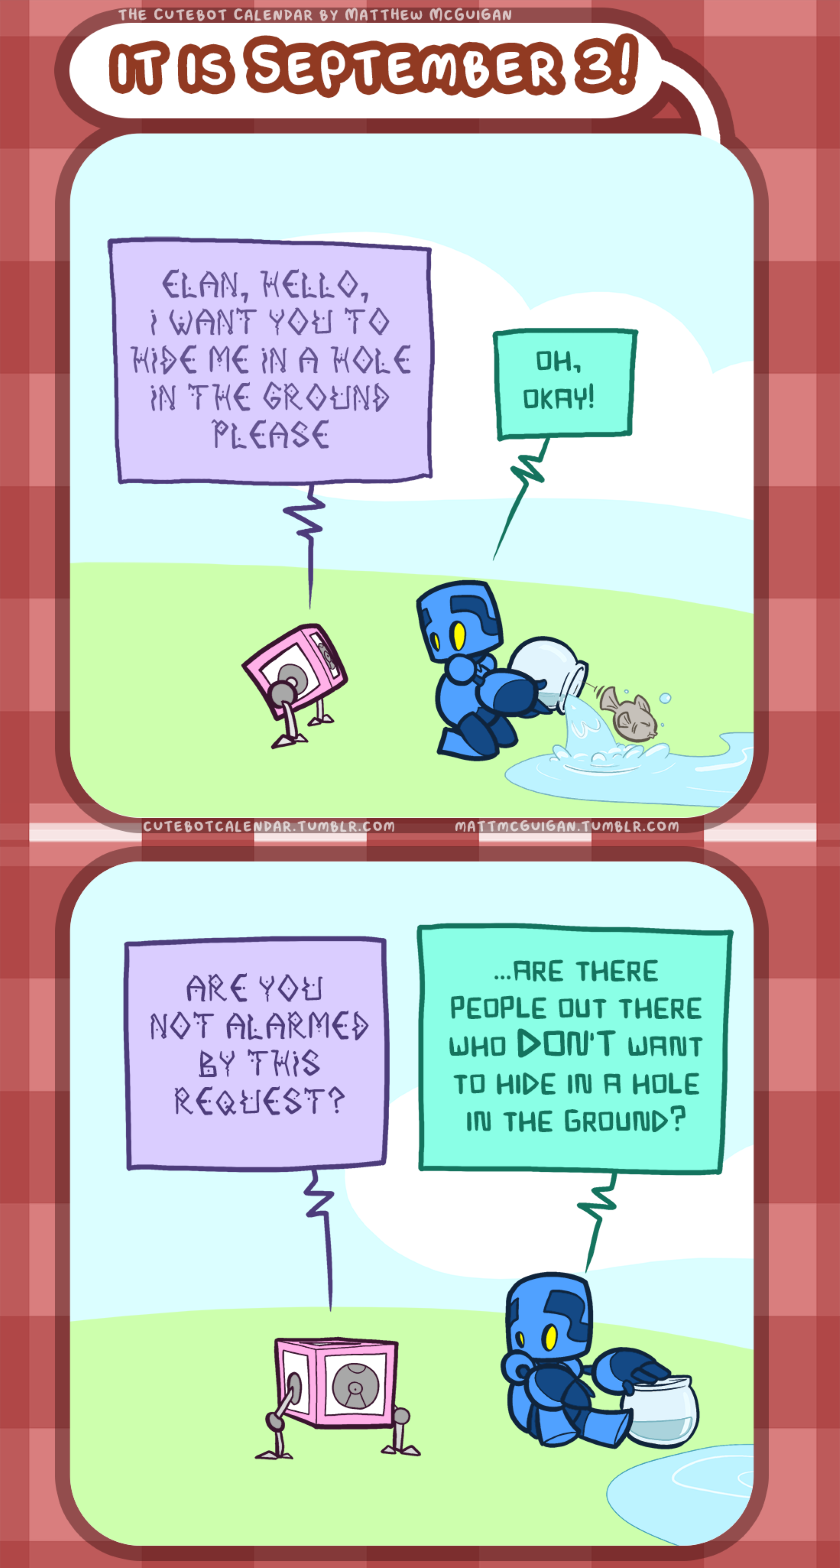 THE CUTEBOT CALENDAR BY MATTHEW MCGUIGAN
IT IS SEPTEMBER 3!
ELAN, HELLO,
I WANT YOU TO
HIDE ME IN A HOLE
IN THE GROUND
PLEASE
OH,
OKAY!
CUTEBOTCALENDAR.TUMBLR.COM MATTMCGUIGAN.TUMBLR.COM
ARE YOU
NOT ALARMED
BY THIS
REQUEST?
...ARE THERE
PEOPLE OUT THERE
WHO DON'T WANT
TO HIDE IN A HOLE
IN THE GROUND?